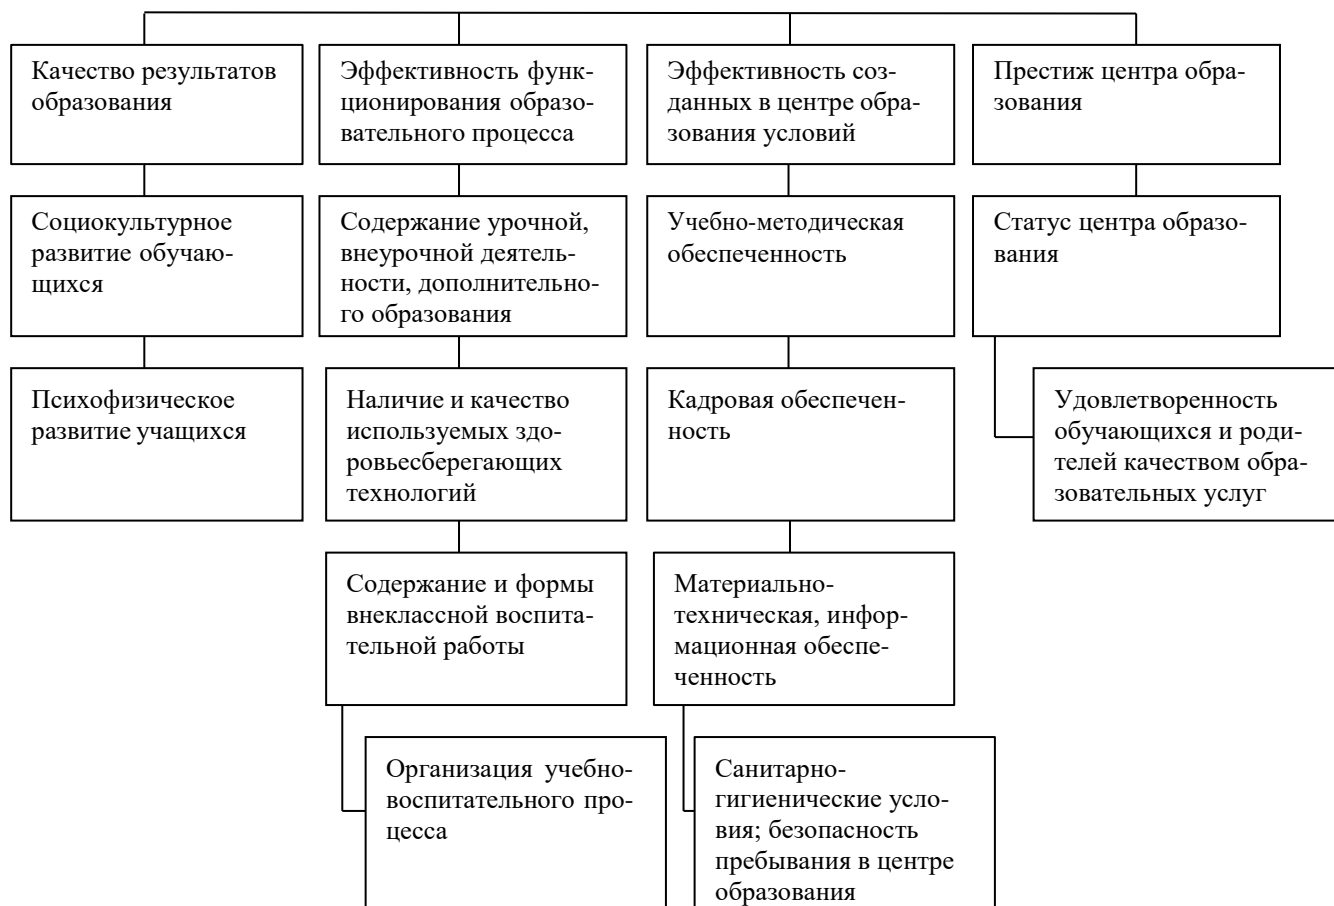 Качество результатов
образования
Эффективность функ-
ционирования образо-
вательного процесса
Эффективность соз-
данных в центре обра-
зования условий
Престиж центра обра-
зования
Социокультурное
развитие обучаю-
щихся
Содержание урочной,
внеурочной деятель-
ности, дополнительно-
го образования
Учебно-методическая
обеспеченность
Статус центра образо-
вания
Психофизическое
развитие учащихся
Наличие и качество
используемых здо-
ровьесберегающих
технологий
Кадровая обеспечен-
ность
Удовлетворенность
обучающихся и роди-
телей качеством обра-
зовательных услуг
Содержание и формы
внеклассной воспита-
тельной работы
Материально-
техническая, инфор-
мационная обеспе-
ченность
Организация учебно-
воспитательного про-
цесса
Санитарно-
гигиенические усло-
вия; безопасность
пребывания в центре
образования